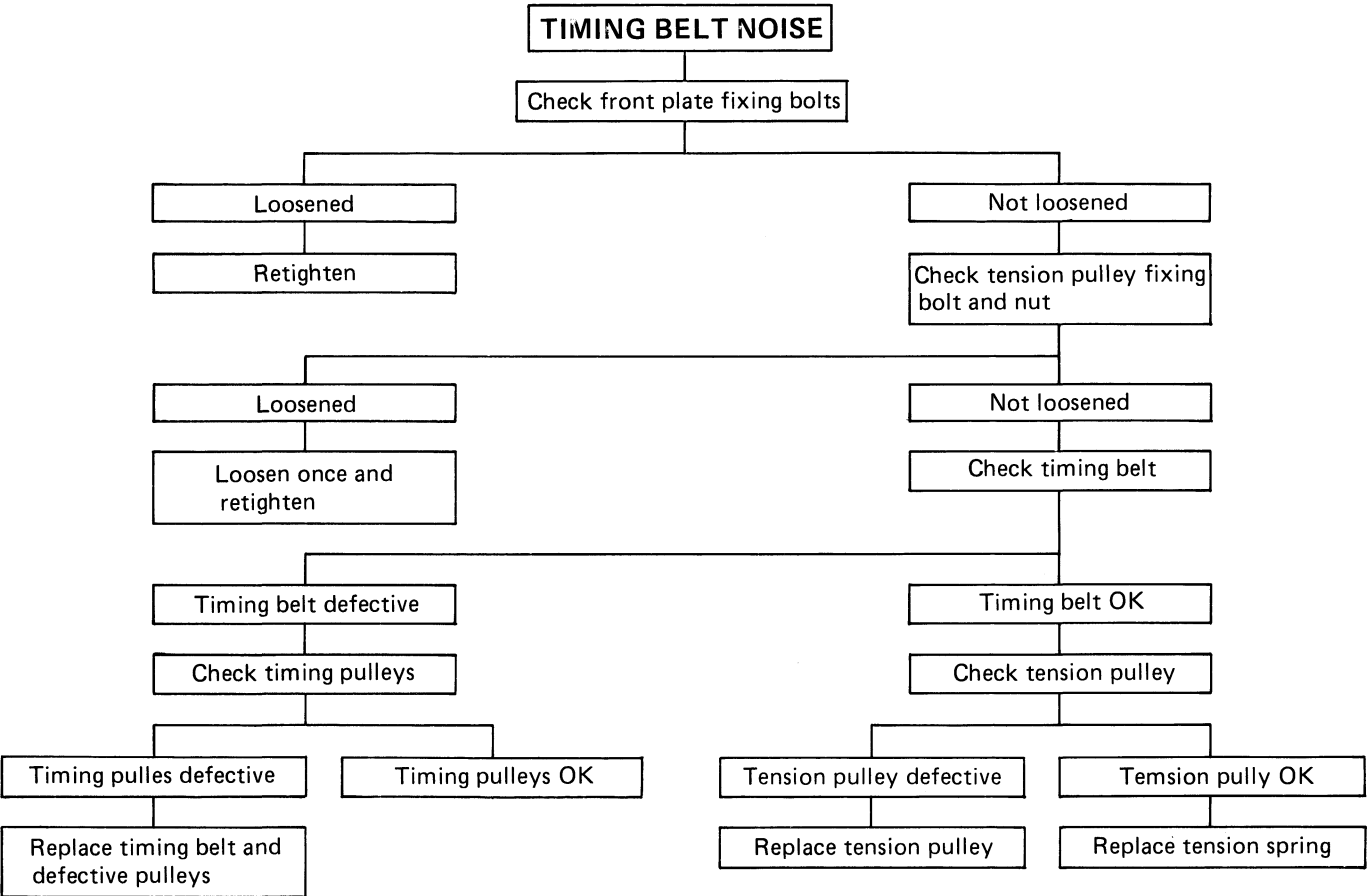 TIMING BELT NOISE
Check front plate fixing bolts
Loosened
Not loosened
Retighten
Check tension pulley fixing
bolt and nut
Loosened
Not loosened
Loosen once and
retighten
Check timing belt
Timing belt defective
Timing belt OK
Check timing pulleys
Check tension pulley
Timing pulles defective
Timing pulleys OK
Tension pulley defective
Temsion pully OK
Replace timing belt and
defective pulleys
Replace tension pulley
Replace tension spring